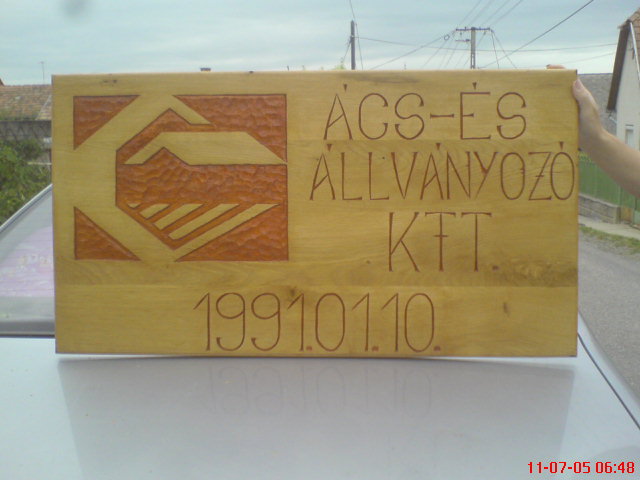 ÁCS-ÉS
ÁLLVÁNYOZÓ
KFT.
1991.01.10.
11-07-05 06:48